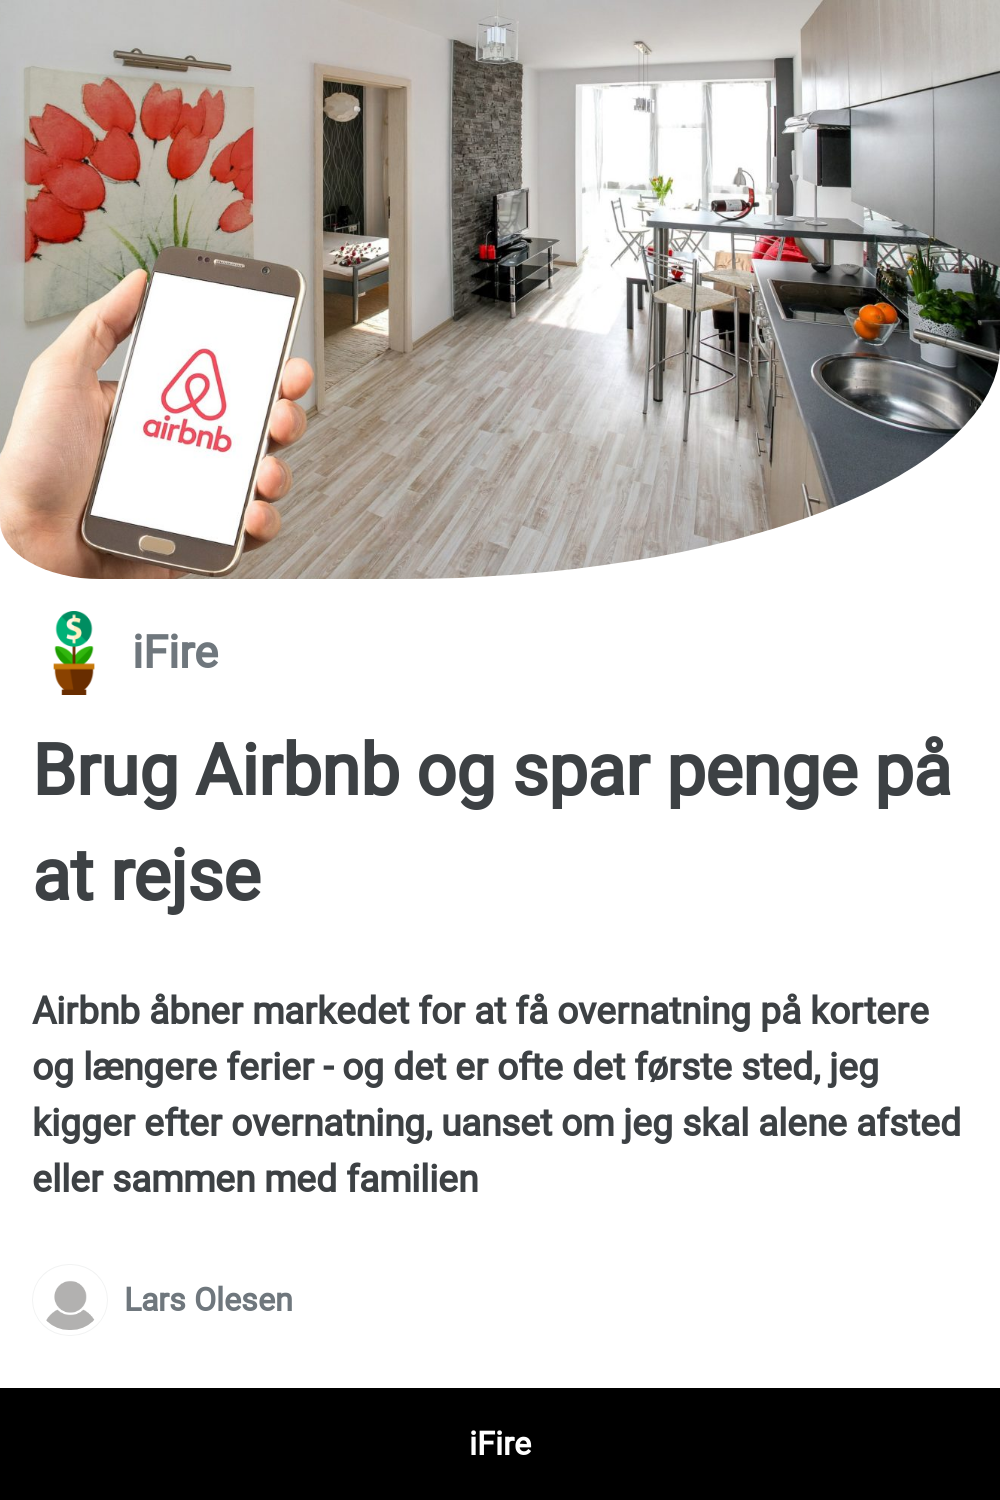 airbnb
$
iFire
Brug Airbnb og spar penge på
at rejse
Airbnb åbner markedet for at få overnatning på kortere
og længere ferier - og det er ofte det første sted, jeg
kigger efter overnatning, uanset om jeg skal alene afsted
eller sammen med familien
Lars Olesen
iFire